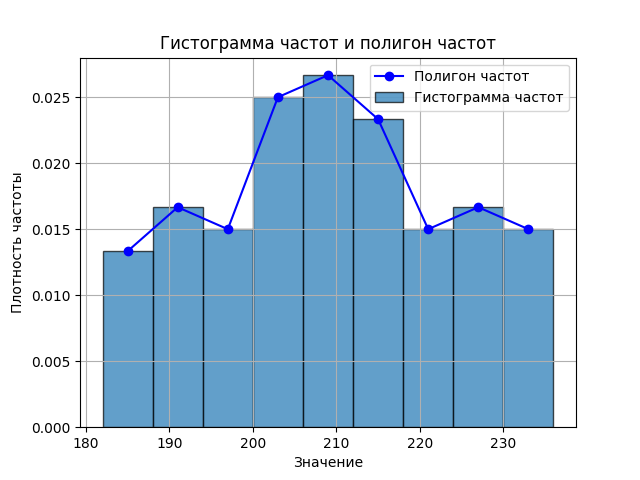 Гистограмма частот и полигон частот
Полигон частот
Гистограмма частот
Плотность частоты
0.025
0.020
0.015
0.010
0.005
0.000
180 190 200 210 220 230
Значение